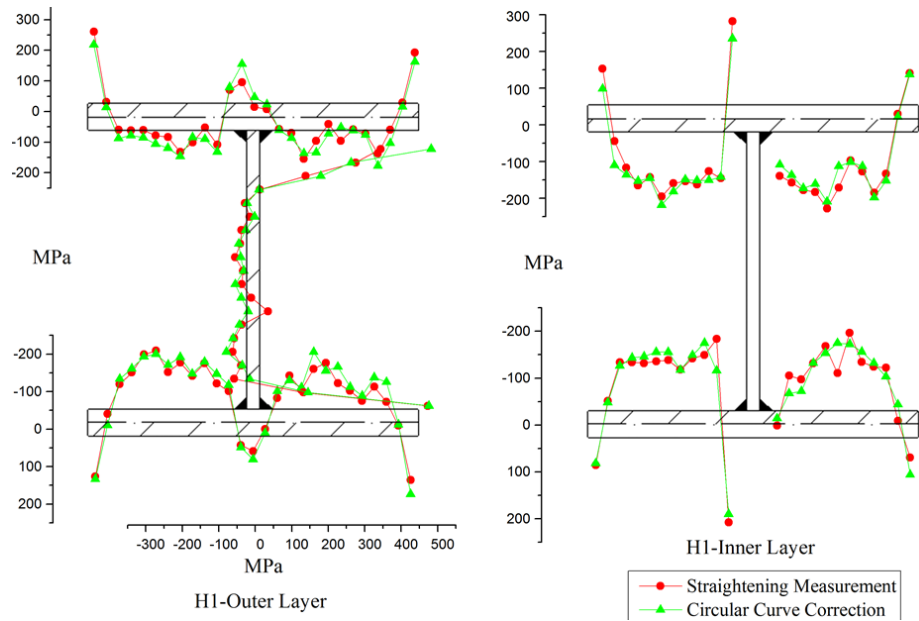 300
200
100
0
-100
-200
MPa
-200
-100
0
100
200
-300 -200 -100 0 100 200 300 400 500
MPa
H1-Outer Layer
300
200
100
0
-100
-200
MPa
-200
-100
0
100
200
H1-Inner Layer
Straightening Measurement
Circular Curve Correction